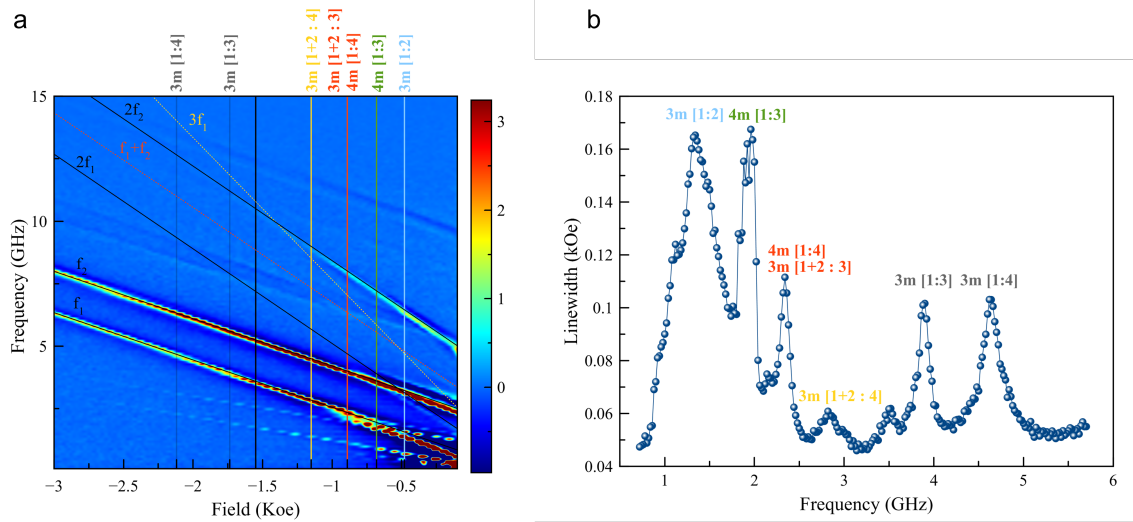 a
3m [1:4]
3m [1:3]
3m [1+2 : 4]
3m [1+2 : 3]
4m [1:4]
4m [1:3]
3m [1:2]
15
10
5
Frequency (GHz)
2f₂
3f₁
f₁+f₂
2f₁
f₂
f₁
3
2
1
0
−3
−2.5
−2
−1.5
−1
−0.5
Field (Koe)
b
0.18
0.16
0.14
0.12
0.1
0.08
0.06
0.04
Linewidth (kOe)
3m [1:2]
4m [1:3]
4m [1:4]
3m [1+2 : 3]
3m [1+2 : 4]
3m [1:3]
3m [1:4]
1
2
3
4
5
6
Frequency (GHz)